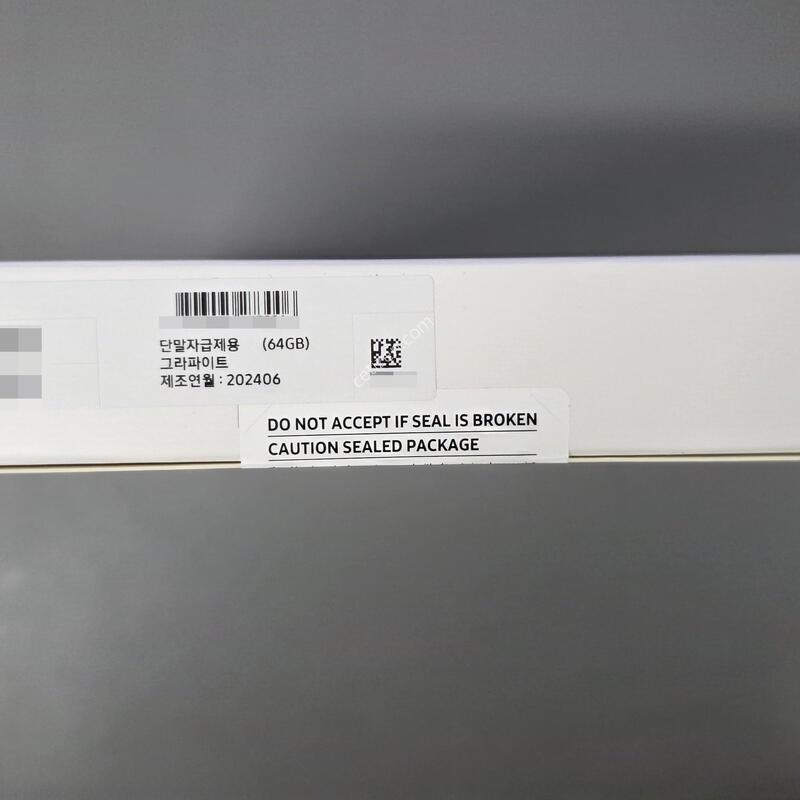 단말자급제용 (64GB)
그라파이트
제조연월 : 202406
DO NOT ACCEPT IF SEAL IS BROKEN
CAUTION SEALED PACKAGE